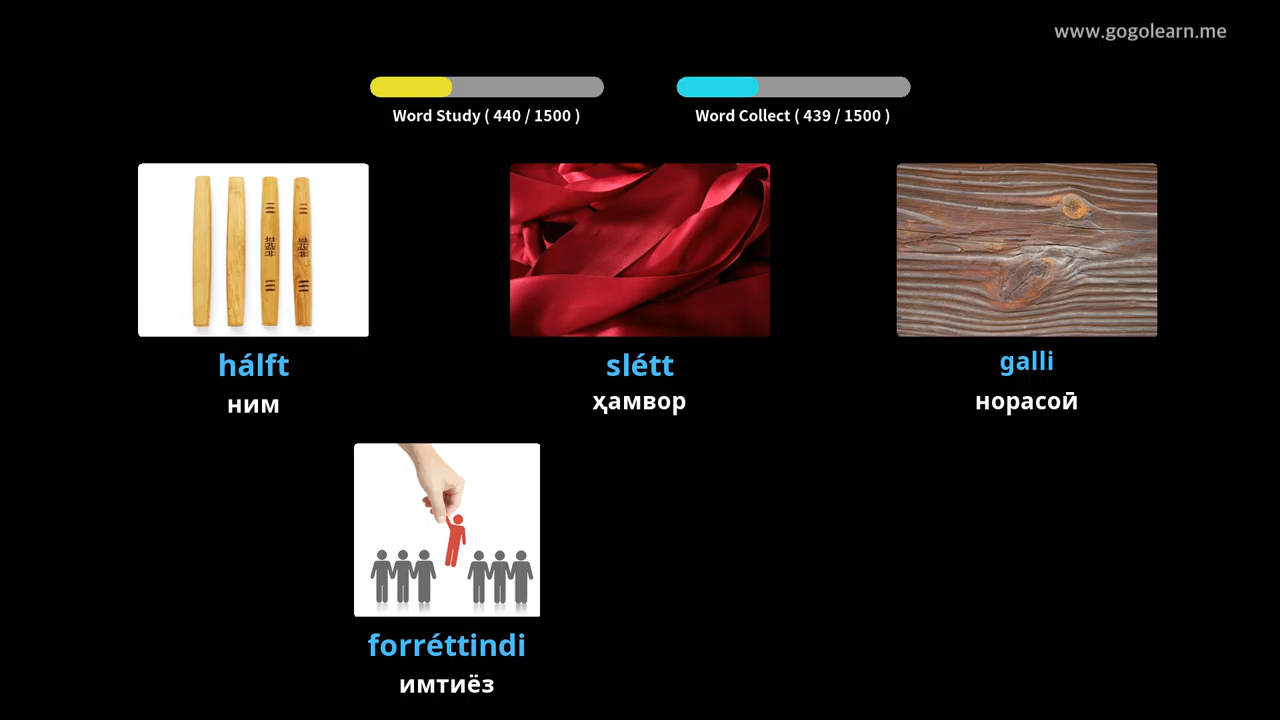 www.gogolearn.me
Word Study ( 440 / 1500 )
Word Collect ( 439 / 1500 )
hálft
ним
slétt
ҳамвор
galli
норасоӣ
forréttindi
имтиёз